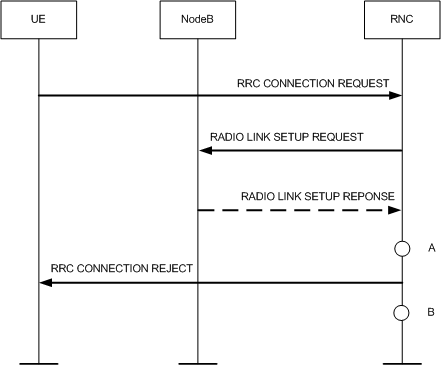 UE
NodeB
RNC
RRC CONNECTION REQUEST
RADIO LINK SETUP REQUEST
RADIO LINK SETUP REPONSE
A
RRC CONNECTION REJECT
B